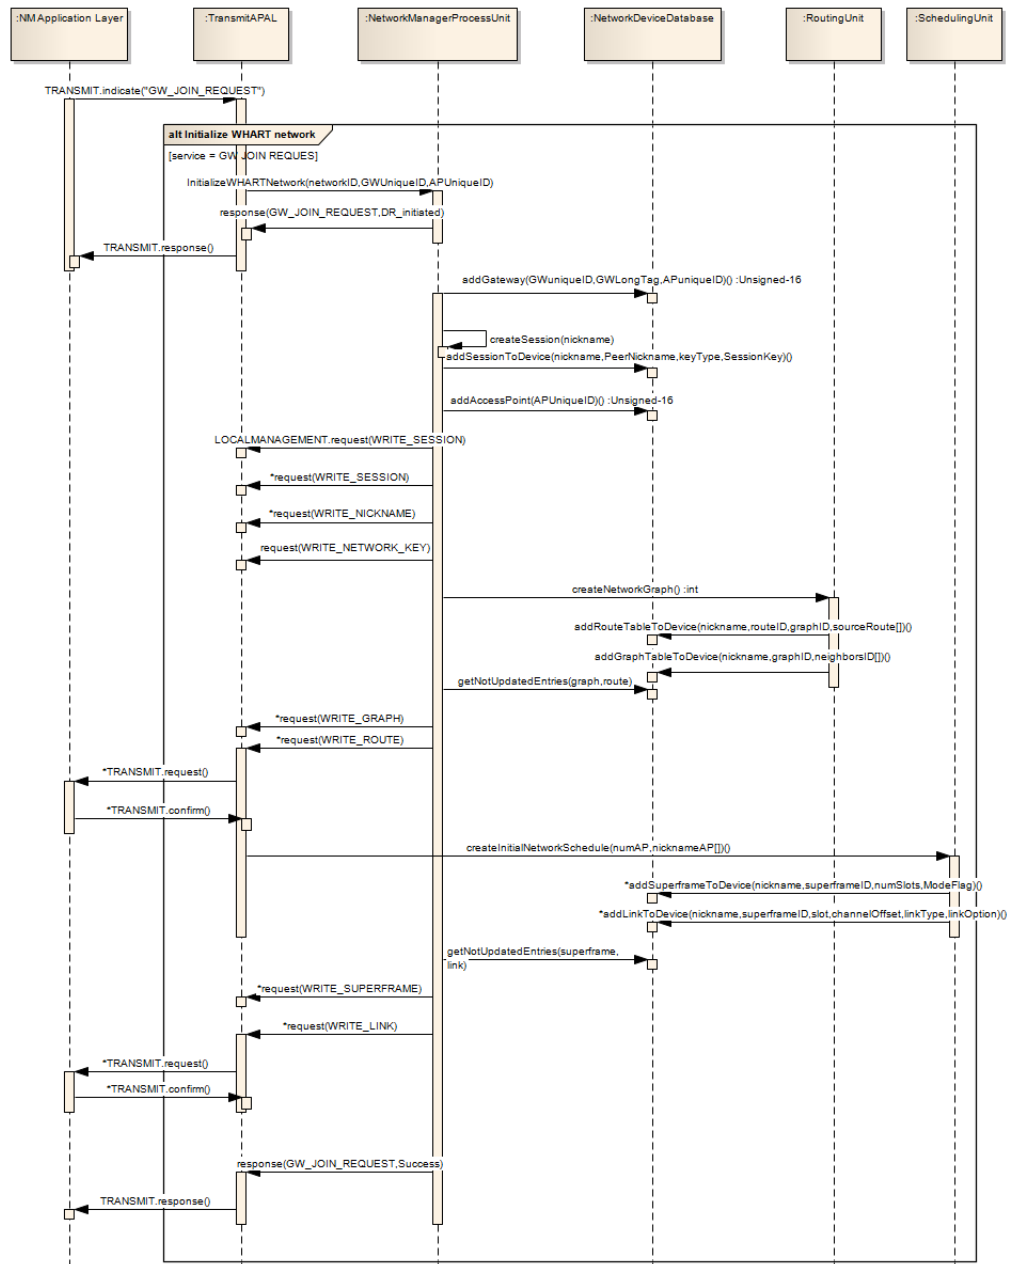 :NM Application Layer
:TransmitAPAL
:NetworkManagerProcessUnit
:NetworkDeviceDatabase
:RoutingUnit
:SchedulingUnit
TRANSMIT.indicate("GW_JOIN_REQUEST")
alt Initialize WHART network
[service = GW JOIN REQUES]
InitializeWHARTNetwork(networkID,GWUniqueID,APUniqueID)
response(GW_JOIN_REQUEST,DR_initiated)
TRANSMIT.response()
addGateway(GWuniqueID,GWLongTag,APuniqueID)() :Unsigned-16
createSession(nickname)
addSessionToDevice(nickname,PeerNickname,keyType,SessionKey)()
addAccessPoint(APUniqueID)() :Unsigned-16
LOCALMANAGEMENT.request(WRITE_SESSION)
*request(WRITE_SESSION)
*request(WRITE_NICKNAME)
request(WRITE_NETWORK_KEY)
createNetworkGraph() :int
addRouteTableToDevice(nickname,routeID,graphID,sourceRoute[])()
addGraphTableToDevice(nickname,graphID,neighborsID[])()
getNotUpdatedEntries(graph,route)
*request(WRITE_GRAPH)
*request(WRITE_ROUTE)
*TRANSMIT.request()
*TRANSMIT.confirm()
createInitialNetworkSchedule(numAP,nicknameAP[])()
*addSuperframeToDevice(nickname,superframeID,numSlots,ModeFlag)()
*addLinkToDevice(nickname,superframeID,slot,channelOffset,linkType,linkOption)()
getNotUpdatedEntries(superframe,
link)
*request(WRITE_SUPERFRAME)
*request(WRITE_LINK)
*TRANSMIT.request()
*TRANSMIT.confirm()
response(GW_JOIN_REQUEST,Success)
TRANSMIT.response()